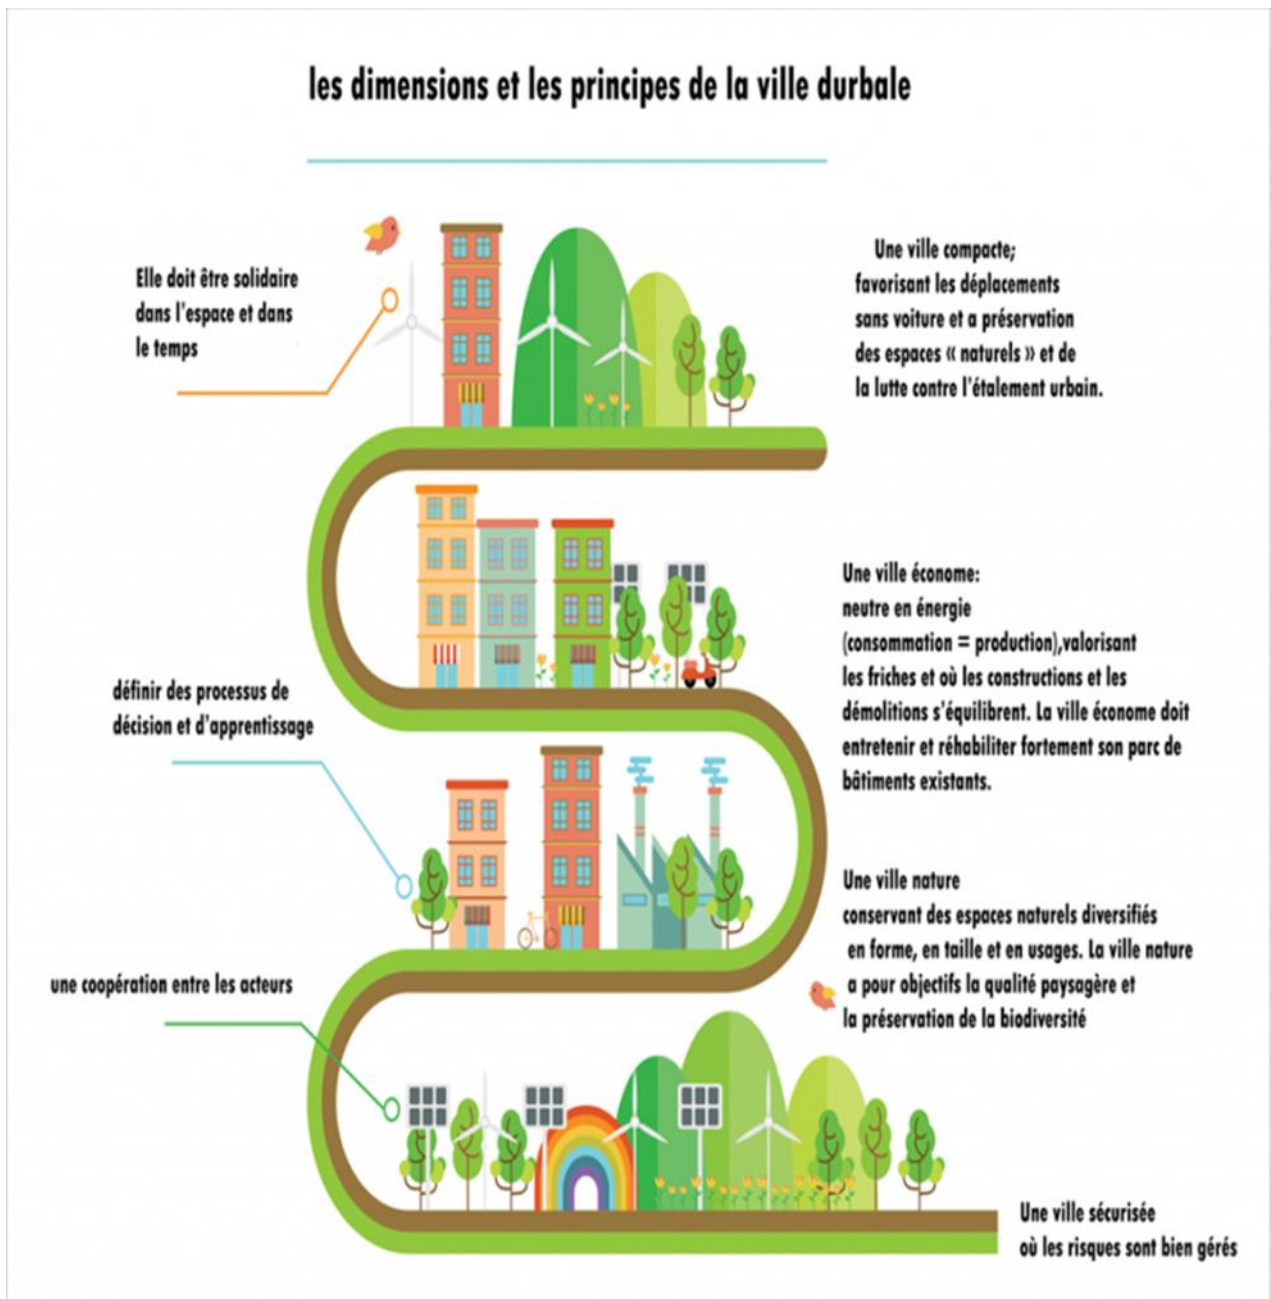 les dimensions et les principes de la ville durbale
Elle doit être solidaire
dans l'espace et dans
le temps
Une ville compacte;
favorisant les déplacements
sans voiture et a préservation
des espaces « naturels » et de
la lutte contre l'étalement urbain.
Une ville économe:
neutre en énergie
(consommation = production),valorisant
les friches et où les constructions et les
démolitions s'équilibrent. La ville économe doit
entretenir et réhabiliter fortement son parc de
bâtiments existants.
définir des processus de
décision et d'apprentissage
Une ville nature
conservant des espaces naturels diversifiés
en forme, en taille et en usages. La ville nature
a pour objectifs la qualité paysagère et
la préservation de la biodiversité
une coopération entre les acteurs
Une ville sécurisée
où les risques sont bien gérés